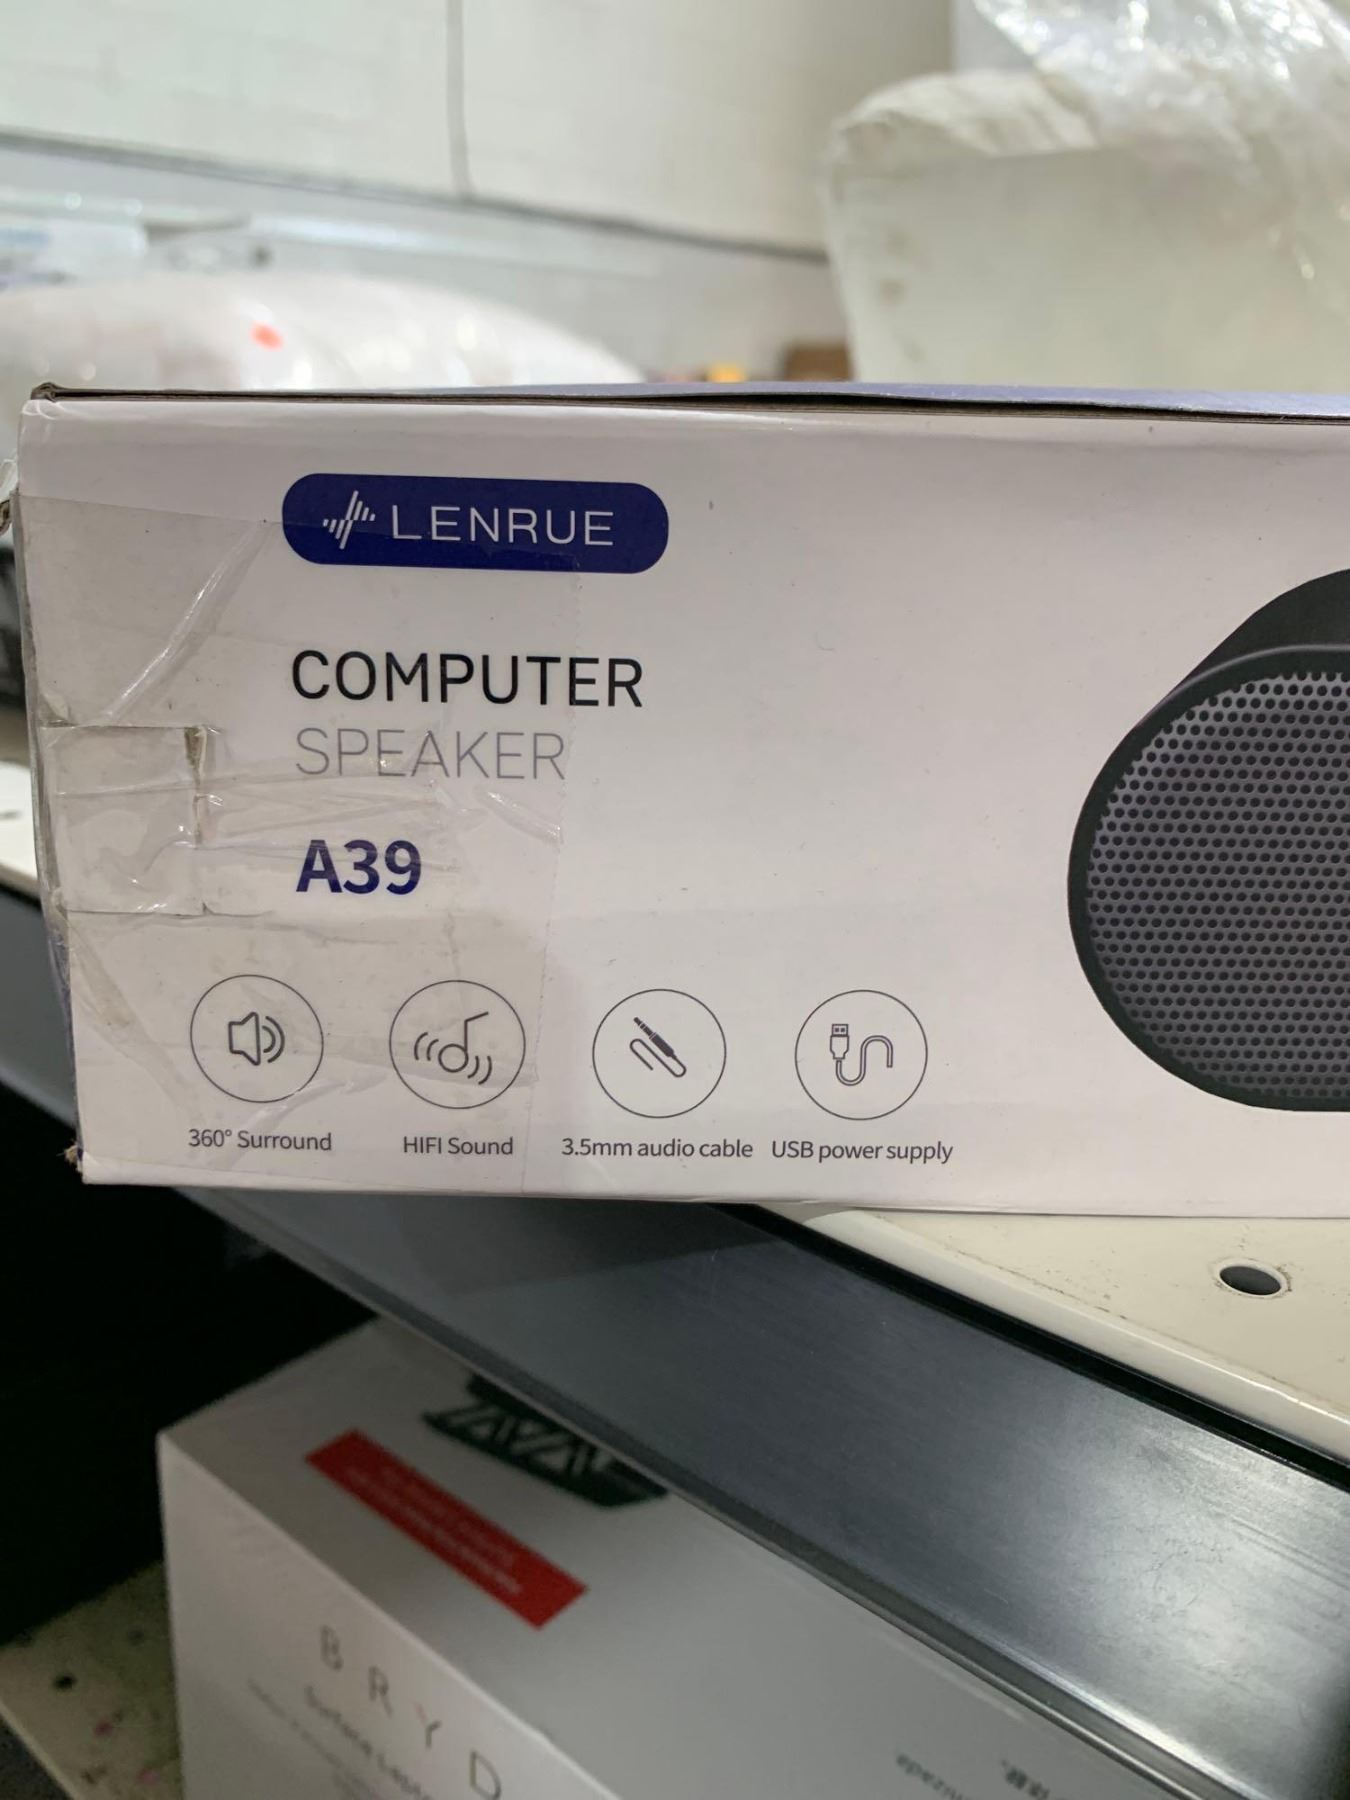 LENRUE
COMPUTER
SPEAKER
A39
360° Surround
HIFI Sound
3.5mm audio cable
USB power supply
BRYD